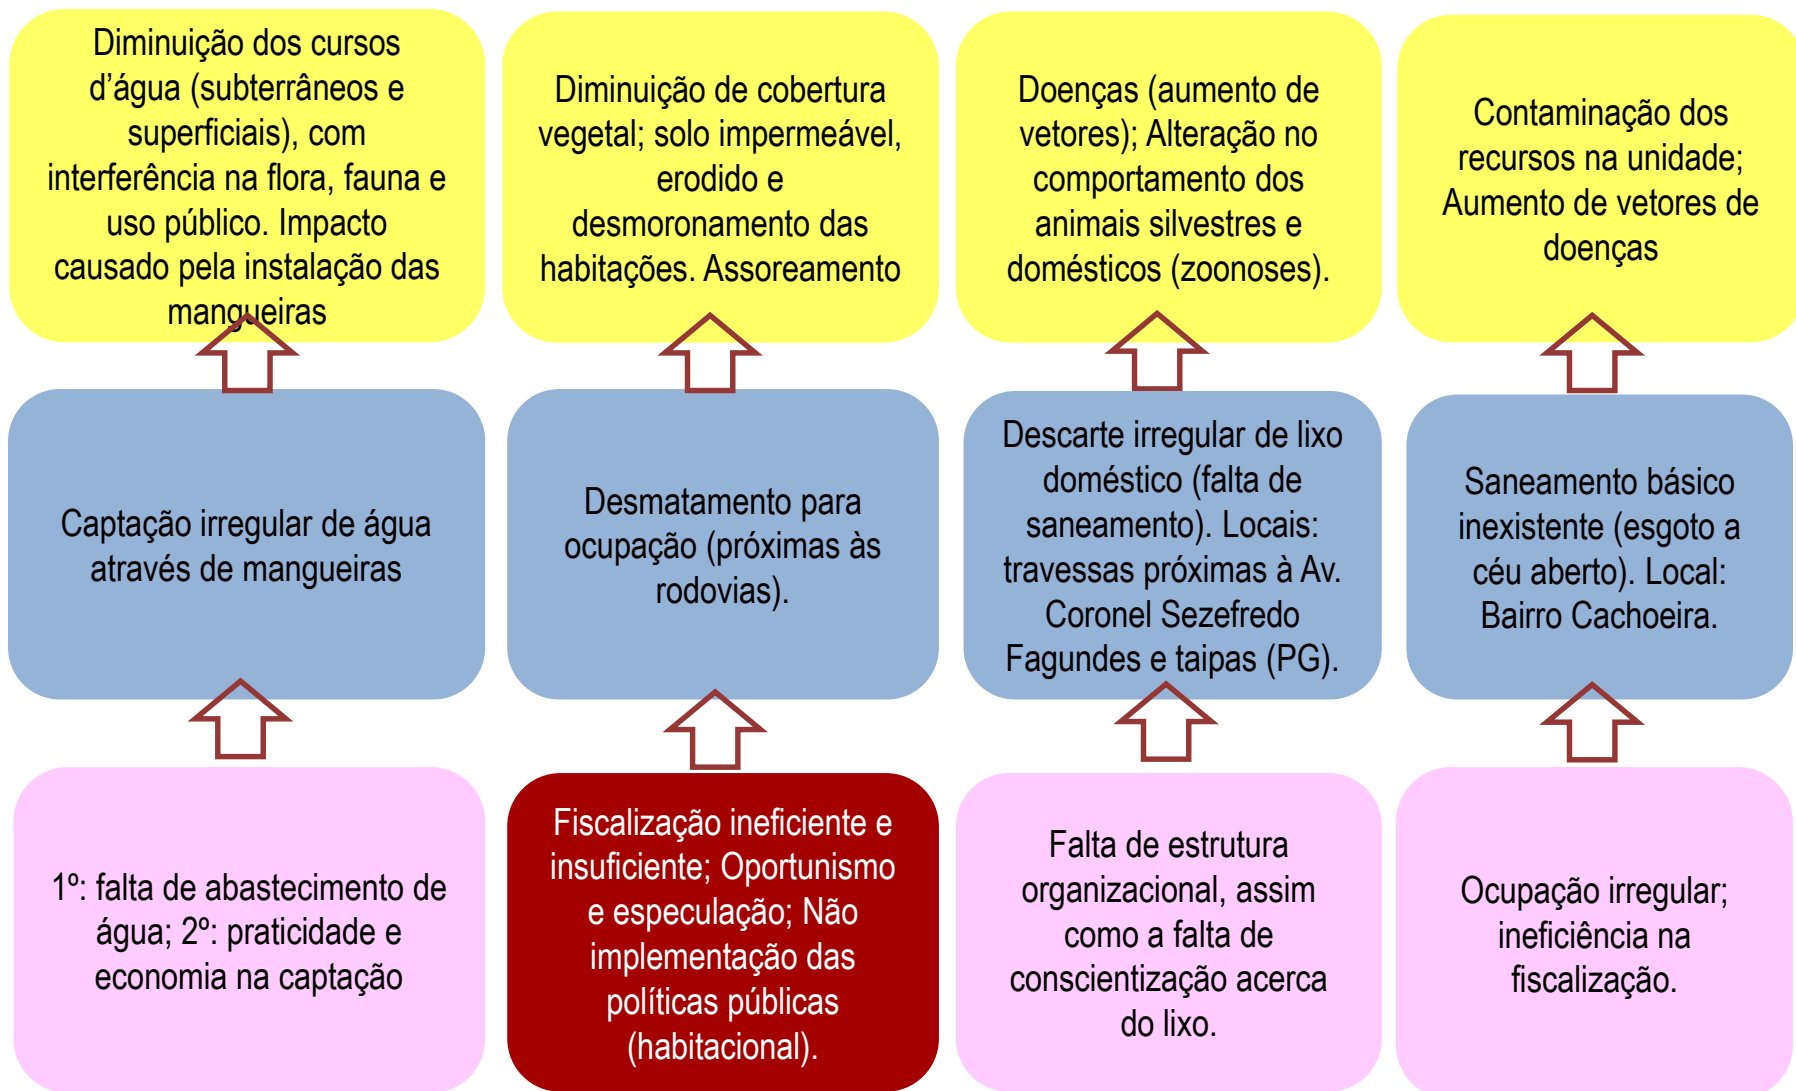 Diminuição dos cursos
d’água (subterrâneos e
superficiais), com
interferência na flora, fauna e
uso público. Impacto
causado pela instalação das
mangueiras
Diminuição de cobertura
vegetal; solo impermeável,
erodido e
desmoronamento das
habitações. Assoreamento
Doenças (aumento de
vetores); Alteração no
comportamento dos
animais silvestres e
domésticos (zoonoses).
Contaminação dos
recursos na unidade;
Aumento de vetores de
doenças
Captação irregular de água
através de mangueiras
Desmatamento para
ocupação (próximas às
rodovias).
Descarte irregular de lixo
doméstico (falta de
saneamento). Locais:
travessas próximas à Av.
Coronel Sezefredo
Fagundes e taipas (PG).
Saneamento básico
inexistente (esgoto a
céu aberto). Local:
Bairro Cachoeira.
1º: falta de abastecimento de
água; 2º: praticidade e
economia na captação
Fiscalização ineficiente e
insuficiente; Oportunismo
e especulação; Não
implementação das
políticas públicas
(habitacional).
Falta de estrutura
organizacional, assim
como a falta de
conscientização acerca
do lixo.
Ocupação irregular;
ineficiência na
fiscalização.